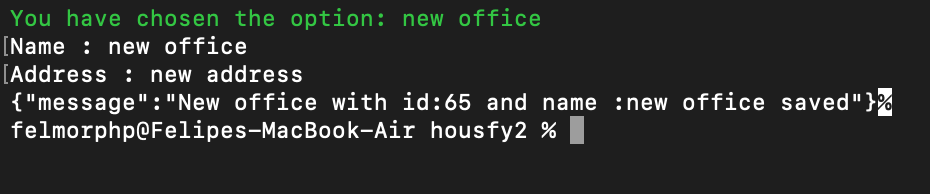 You have chosen the option: new office
[Name : new office
[Address : new address
{"message":"New office with id:65 and name :new office saved"}%
felmorphp@Felipes-MacBook-Air housfy2 %